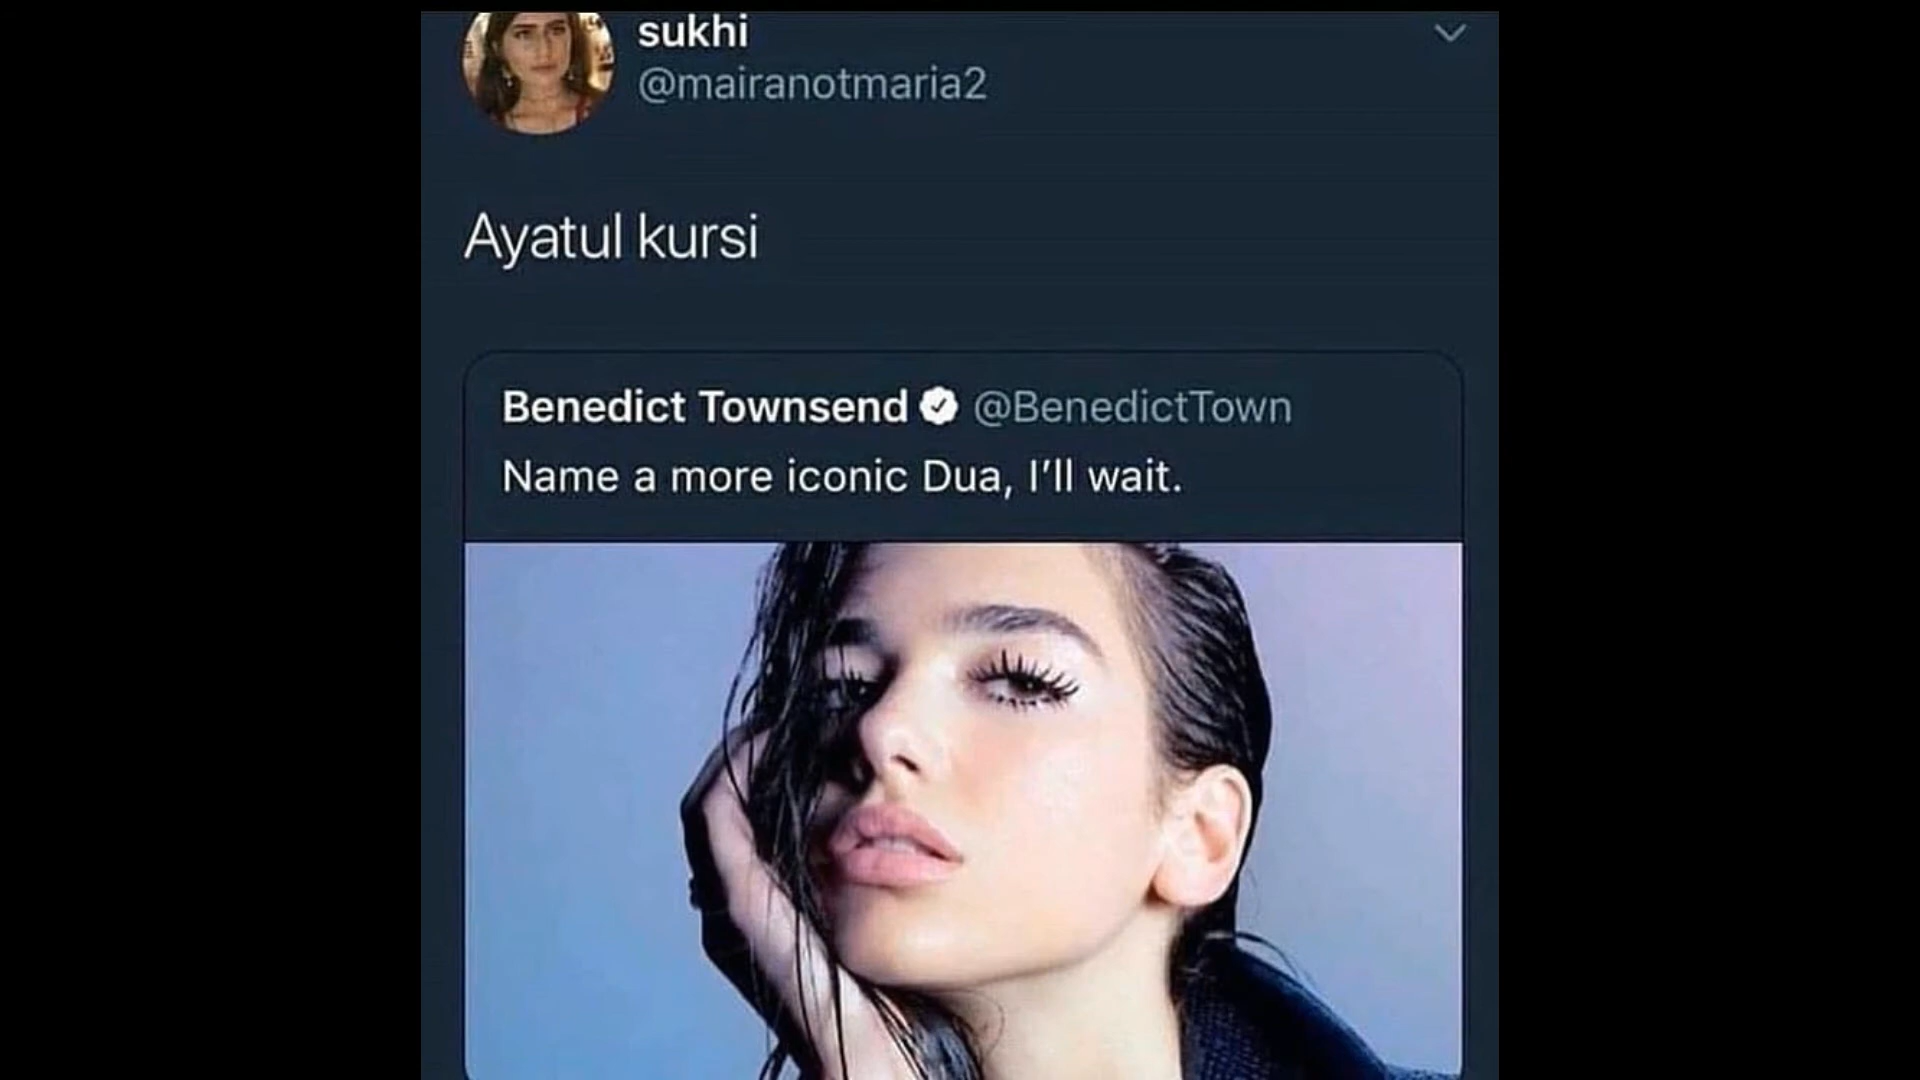 sukhi
@mairanotmaria2
Ayatul kursi
Benedict Townsend @BenedictTown
Name a more iconic Dua, I'll wait.